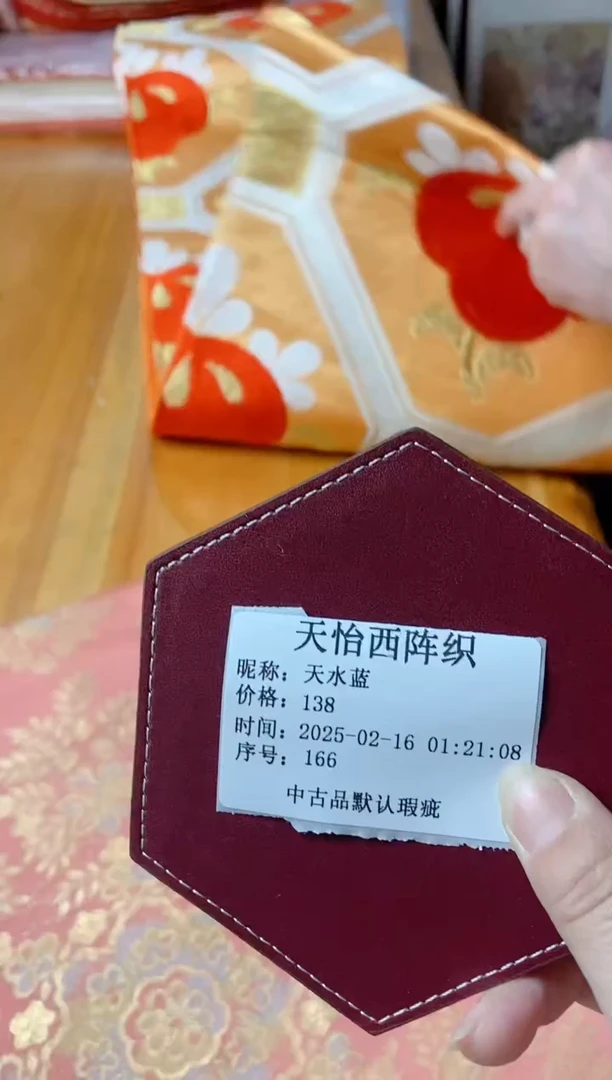 天怡西阵织
昵称：天水蓝
价格：138
时间：2025-02-16 01:21:08
序号：166
中古品默认瑕疵